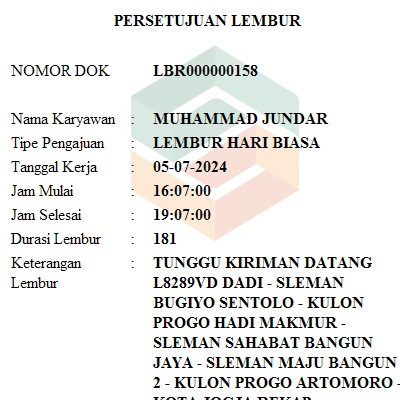 PERSETUJUAN LEMBUR
NOMOR DOK LBR000000158
Nama Karyawan : MUHAMMAD JUNDAR
Tipe Pengajuan : LEMBUR HARI BIASA
Tanggal Kerja : 05-07-2024
Jam Mulai : 16:07:00
Jam Selesai : 19:07:00
Durasi Lembur : 181
Keterangan : TUNGGU KIRIMAN DATANG
Lembur L8289VD DADI - SLEMAN
BUGIYO SENTOLO - KULON
PROGO HADI MAKMUR -
SLEMAN SAHABAT BANGUN
JAYA - SLEMAN MAJU BANGUN
2 - KULON PROGO ARTOMORO -
KOTA JOGJA REKAP